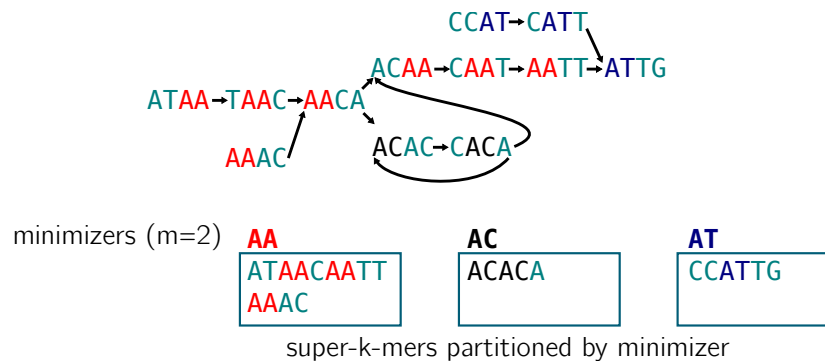 CCAT CATT
ACAA CAAT AATT ATTG
ATAA TAAC AACA
AAAC
ACAC CACA
minimizers (m=2)
AA
AC
AT
ATAACAATT
AAAC
ACACA
CCATTG
super-k-mers partitioned by minimizer